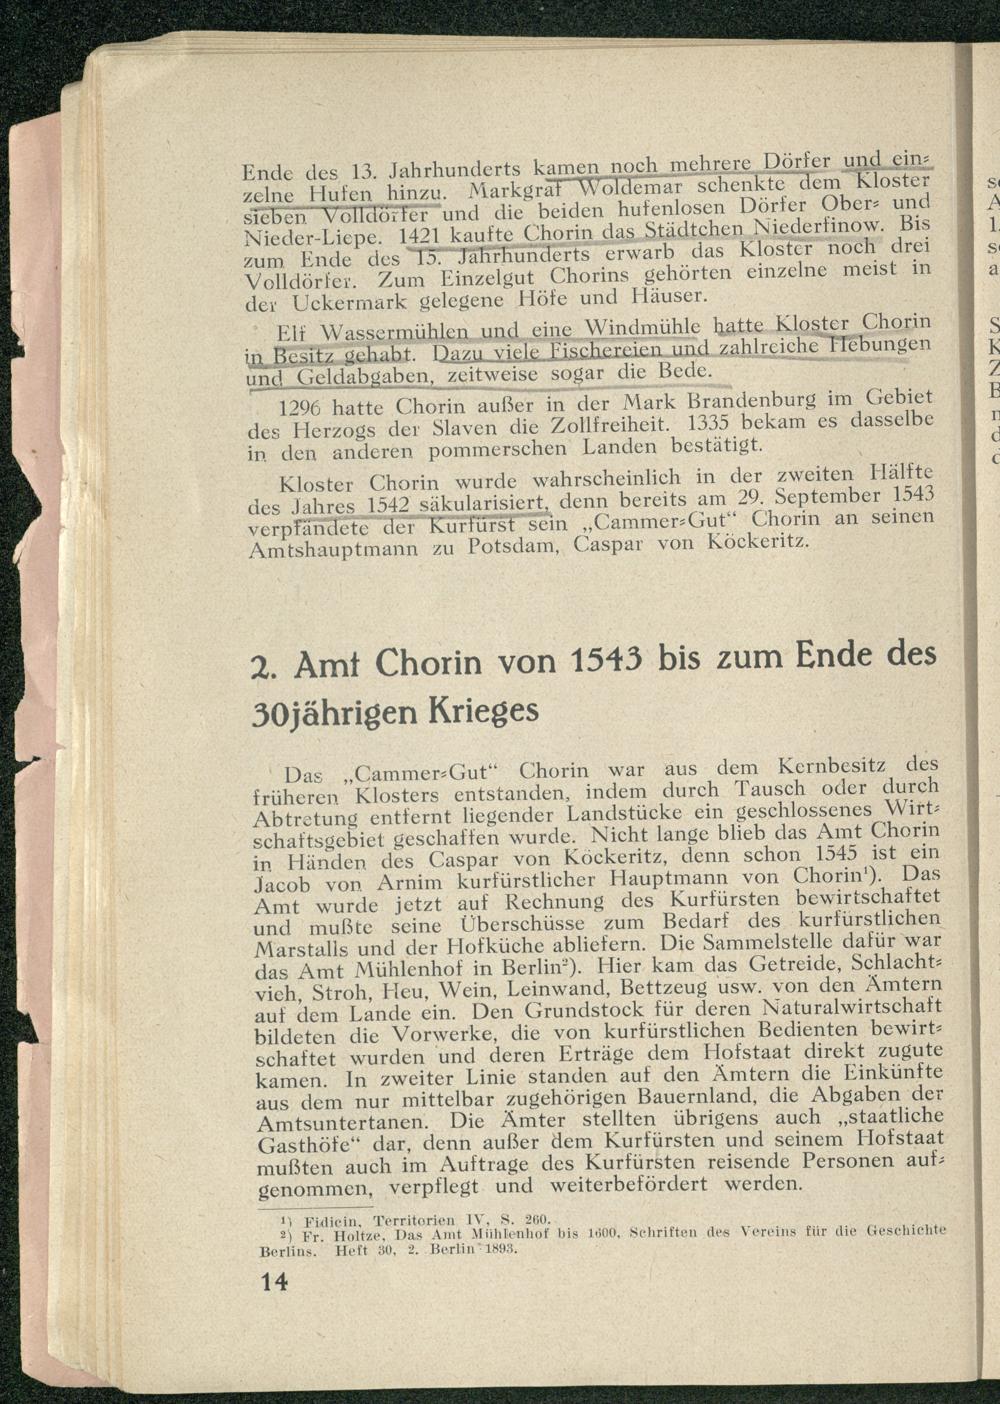 Ende des 13. Jahrhunderts kamen noch mehrere Dörfer und ein⸗
zelne Hufen hinzu. Markgraf Woldemar schenkte dem Kloster
sieben Volldörfer und die beiden hufenlosen Dörfer Ober⸗ und
Nieder-Liepe. 1421 kaufte Chorin das Städtchen Niederfinow. Bis
zum Ende des 15. Jahrhunderts erwarb das Kloster noch drei
Volldörfer. Zum Einzelgut Chorins gehörten einzelne meist in
der Uckermark gelegene Höfe und Häuser.
Elf Wassermühlen und eine Windmühle hatte Kloster Chorin
in Besitz gehabt. Dazu viele Fischereien und zahlreiche Hebungen
und Geldabgaben, zeitweise sogar die Bede.
1296 hatte Chorin außer in der Mark Brandenburg im Gebiet
des Herzogs der Slaven die Zollfreiheit. 1335 bekam es dasselbe
in den anderen pommerschen Landen bestätigt.
Kloster Chorin wurde wahrscheinlich in der zweiten Hälfte
des Jahres 1542 säkularisiert, denn bereits am 29. September 1543
verpfändete der Kurfürst sein „Cammer⸗Gut“ Chorin an seinen
Amtshauptmann zu Potsdam, Caspar von Köckeritz.
2. Amt Chorin von 1543 bis zum Ende des
30jährigen Krieges
Das „Cammer⸗Gut“ Chorin war aus dem Kernbesitz des
früheren Klosters entstanden, indem durch Tausch oder durch
Abtretung entfernt liegender Landstücke ein geschlossenes Wirt⸗
schaftsgebiet geschaffen wurde. Nicht lange blieb das Amt Chorin
in Händen des Caspar von Köckeritz, denn schon 1545 ist ein
Jacob von Arnim kurfürstlicher Hauptmann von Chorin¹). Das
Amt wurde jetzt auf Rechnung des Kurfürsten bewirtschaftet
und mußte seine Überschüsse zum Bedarf des kurfürstlichen
Marstalls und der Hofküche abliefern. Die Sammelstelle dafür war
das Amt Mühlenhof in Berlin²). Hier kam das Getreide, Schlacht⸗
vieh, Stroh, Heu, Wein, Leinwand, Bettzeug usw. von den Ämtern
auf dem Lande ein. Den Grundstock für deren Naturalwirtschaft
bildeten die Vorwerke, die von kurfürstlichen Bedienten bewirt⸗
schaftet wurden und deren Erträge dem Hofstaat direkt zugute
kamen. In zweiter Linie standen auf den Ämtern die Einkünfte
aus dem nur mittelbar zugehörigen Bauernland, die Abgaben der
Amtsuntertanen. Die Ämter stellten übrigens auch „staatliche
Gasthöfe“ dar, denn außer dem Kurfürsten und seinem Hofstaat
mußten auch im Auftrage des Kurfürsten reisende Personen auf⸗
genommen, verpflegt und weiterbefördert werden.
¹) Fidicin, Territorien IV, S. 260.
²) Fr. Holtze, Das Amt Mühlenhof bis 1600, Schriften des Vereins für die Geschichte
Berlins. Heft 30, 2. Berlin 1893.
14